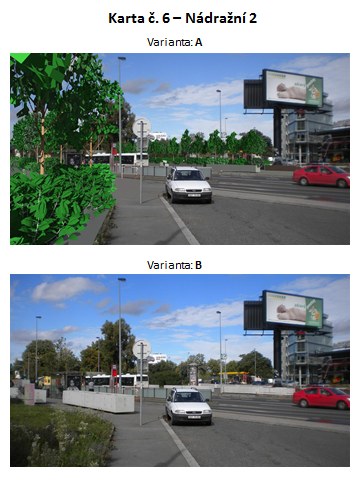 Karta č. 6 – Nádražní 2
Varianta: A
Varianta: B